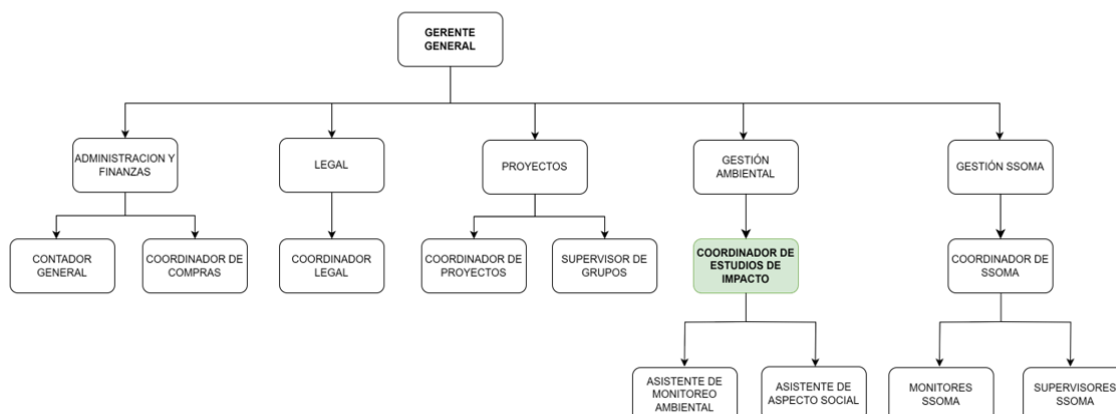 GERENTE
GENERAL
ADMINISTRACION Y
FINANZAS
LEGAL
PROYECTOS
GESTIÓN
AMBIENTAL
GESTIÓN SSOMA
CONTADOR
GENERAL
COORDINADOR DE
COMPRAS
COORDINADOR
LEGAL
COORDINADOR DE
PROYECTOS
SUPERVISOR DE
GRUPOS
COORDINADOR DE
ESTUDIOS DE
IMPACTO
COORDINADOR DE
SSOMA
ASISTENTE DE
MONITOREO
AMBIENTAL
ASISTENTE DE
ASPECTO SOCIAL
MONITORES
SSOMA
SUPERVISORES
SSOMA